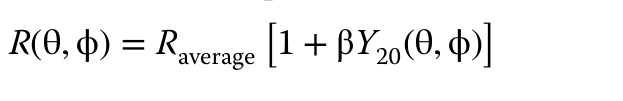 R(θ, ϕ) = R_average [1 + βY_20(θ, ϕ)]